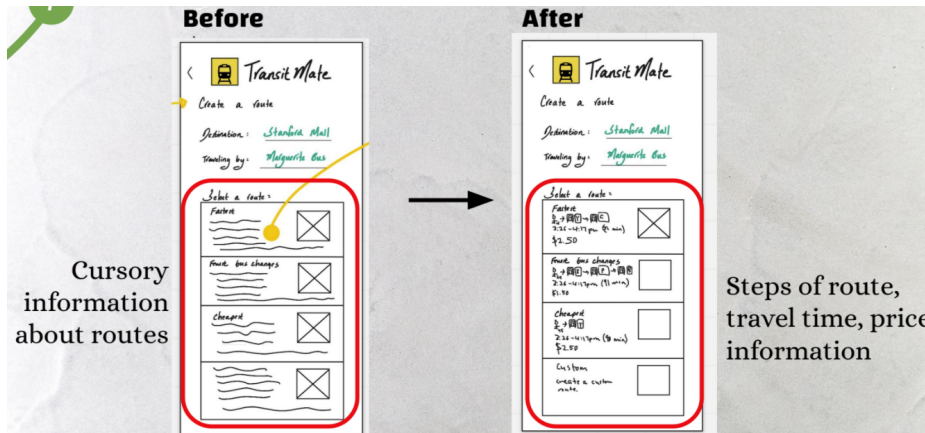 Before
Transit Mate
Create a route
Destination: Stanford Mall
Traveling by: Marguerite Bus
Select a route:
Fastest
Fewest bus changes
Cheapest
Cursory
information
about routes
After
Transit Mate
Create a route
Destination: Stanford Mall
Traveling by: Marguerite Bus
Select a route:
Fastest
$2.50
Fewest bus changes
Cheapest
$2.50
Custom
create a custom
route.
Steps of route,
travel time, price
information